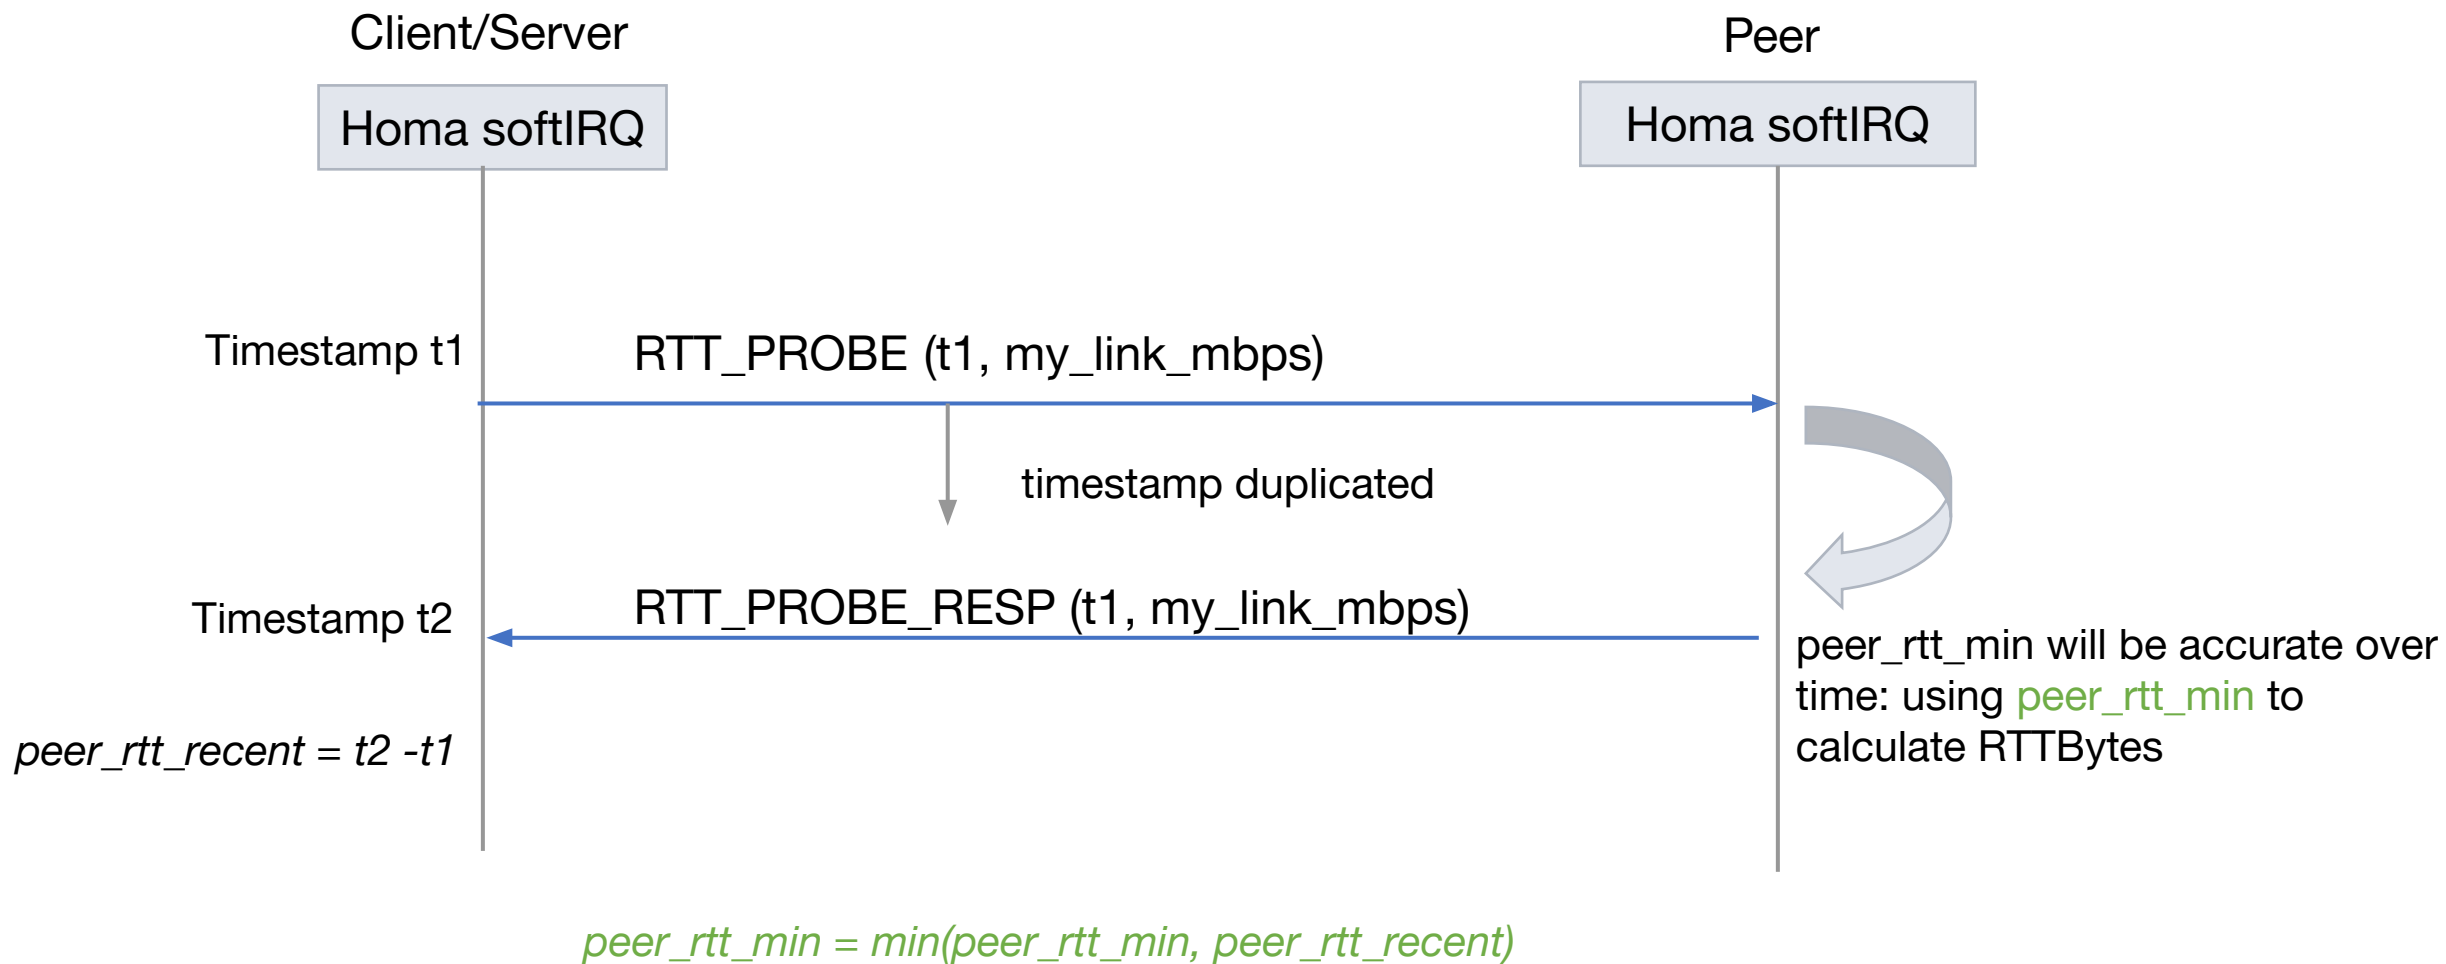 Client/Server
Peer
Homa softIRQ
Homa softIRQ
Timestamp t1
RTT_PROBE (t1, my_link_mbps)
timestamp duplicated
Timestamp t2
RTT_PROBE_RESP (t1, my_link_mbps)
peer_rtt_min will be accurate over
time: using peer_rtt_min to
calculate RTTBytes
peer_rtt_recent = t2 -t1
peer_rtt_min = min(peer_rtt_min, peer_rtt_recent)